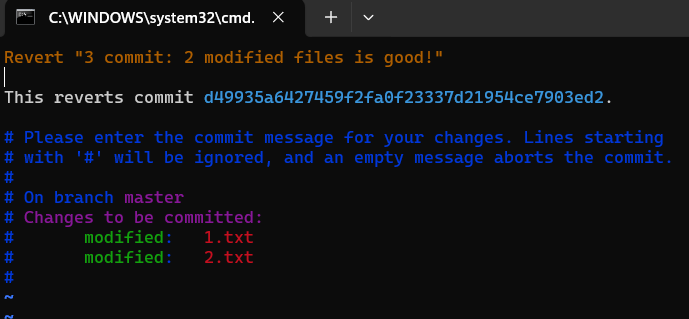 C:\WINDOWS\system32\cmd.
Revert "3 commit: 2 modified files is good!"
This reverts commit d49935a6427459f2fa0f23337d21954ce7903ed2.
# Please enter the commit message for your changes. Lines starting
# with '#' will be ignored, and an empty message aborts the commit.
#
# On branch master
# Changes to be committed:
#       modified:   1.txt
#       modified:   2.txt
#
~
~